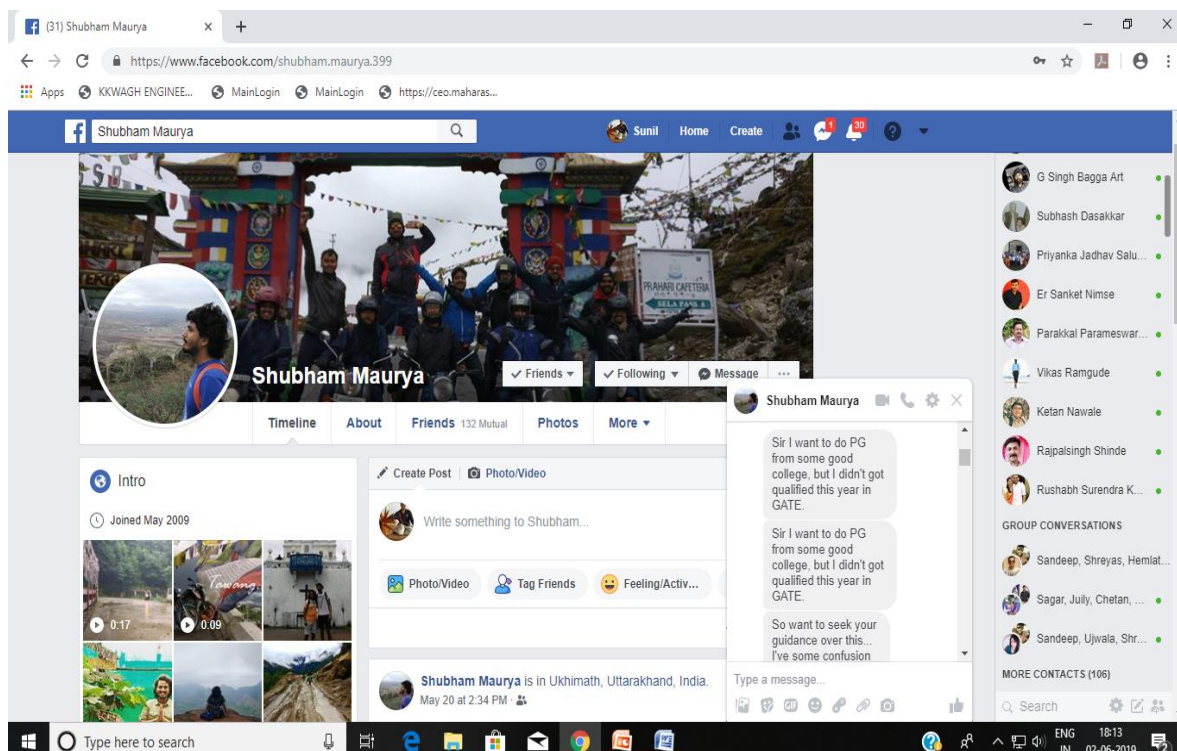 (31) Shubham Maurya
https://www.facebook.com/shubham.maurya.399
Apps
KKWAGH ENGINEE...
MainLogin
MainLogin
https://ceo.maharas...
Shubham Maurya
Sunil
Home
Create
1
30
PRAHARI CAFETERIA
SELA PASS
Shubham Maurya
Friends
Following
Message
Timeline
About
Friends 132 Mutual
Photos
More
Intro
Joined May 2009
Tawang
0:17
0:09
Create Post
Photo/Video
Write something to Shubham...
Photo/Video
Tag Friends
Feeling/Activ...
Shubham Maurya is in Ukhimath, Uttarakhand, India.
May 20 at 2:34 PM
Shubham Maurya
Sir I want to do PG
from some good
college, but I didn't got
qualified this year in
GATE.
Sir I want to do PG
from some good
college, but I didn't got
qualified this year in
GATE.
So want to seek your
guidance over this...
I've some confusion
Type a message...
GIF
G Singh Bagga Art
Subhash Dasakkar
Priyanka Jadhav Salu...
Er Sanket Nimse
Parakkal Parameswar...
Vikas Ramgude
Ketan Nawale
Rajpalsingh Shinde
Rushabh Surendra K...
GROUP CONVERSATIONS
Sandeep, Shreyas, Hemlat...
Sagar, Juily, Chetan, ...
Sandeep, Ujwala, Shr...
MORE CONTACTS (106)
Search
Type here to search
ENG
IN
18:13
02-06-2019
2